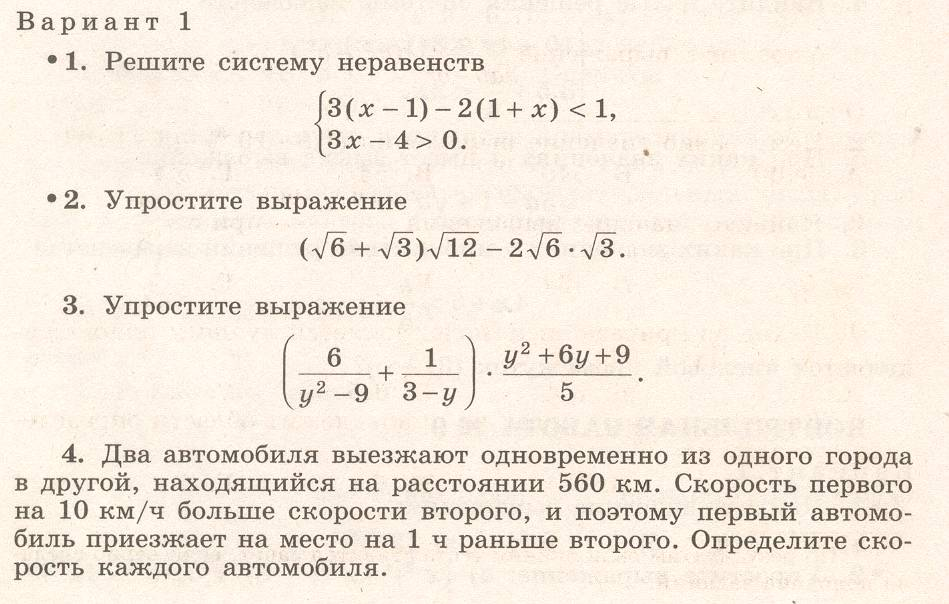 Вариант 1
• 1. Решите систему неравенств
{3(x − 1) − 2(1 + x) < 1,
3x − 4 > 0.
• 2. Упростите выражение
(√6 + √3)√12 − 2√6 · √3.
3. Упростите выражение
(6/(y² − 9) + 1/(3 − y)) · (y² + 6y + 9)/5.
4. Два автомобиля выезжают одновременно из одного города
в другой, находящийся на расстоянии 560 км. Скорость первого
на 10 км/ч больше скорости второго, и поэтому первый автомо-
биль приезжает на место на 1 ч раньше второго. Определите ско-
рость каждого автомобиля.